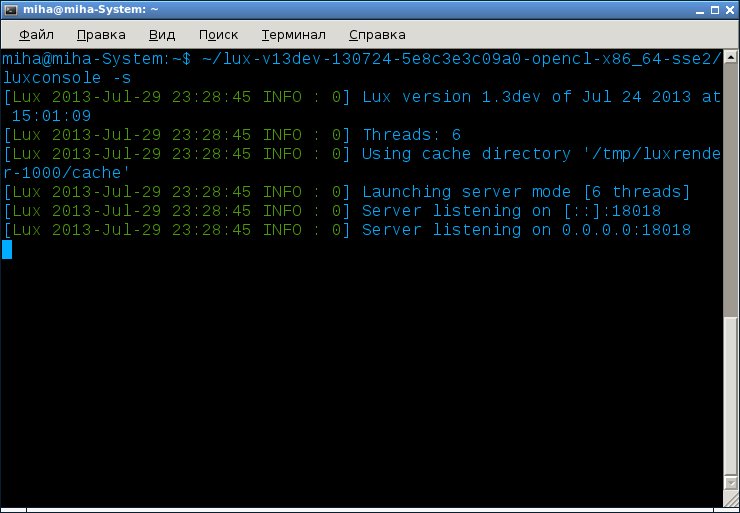 miha@miha-System: ~
Файл Правка Вид Поиск Терминал Справка
miha@miha-System:~$ ~/lux-v13dev-130724-5e8c3e3c09a0-opencl-x86_64-sse2/
luxconsole -s
[Lux 2013-Jul-29 23:28:45 INFO : 0] Lux version 1.3dev of Jul 24 2013 at
 15:01:09
[Lux 2013-Jul-29 23:28:45 INFO : 0] Threads: 6
[Lux 2013-Jul-29 23:28:45 INFO : 0] Using cache directory '/tmp/luxrende
r-1000/cache'
[Lux 2013-Jul-29 23:28:45 INFO : 0] Launching server mode [6 threads]
[Lux 2013-Jul-29 23:28:45 INFO : 0] Server listening on [::]:18018
[Lux 2013-Jul-29 23:28:45 INFO : 0] Server listening on 0.0.0.0:18018